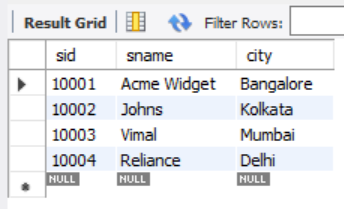 Result Grid Filter Rows:
sid sname city
10001 Acme Widget Bangalore
10002 Johns Kolkata
10003 Vimal Mumbai
10004 Reliance Delhi
NULL NULL NULL